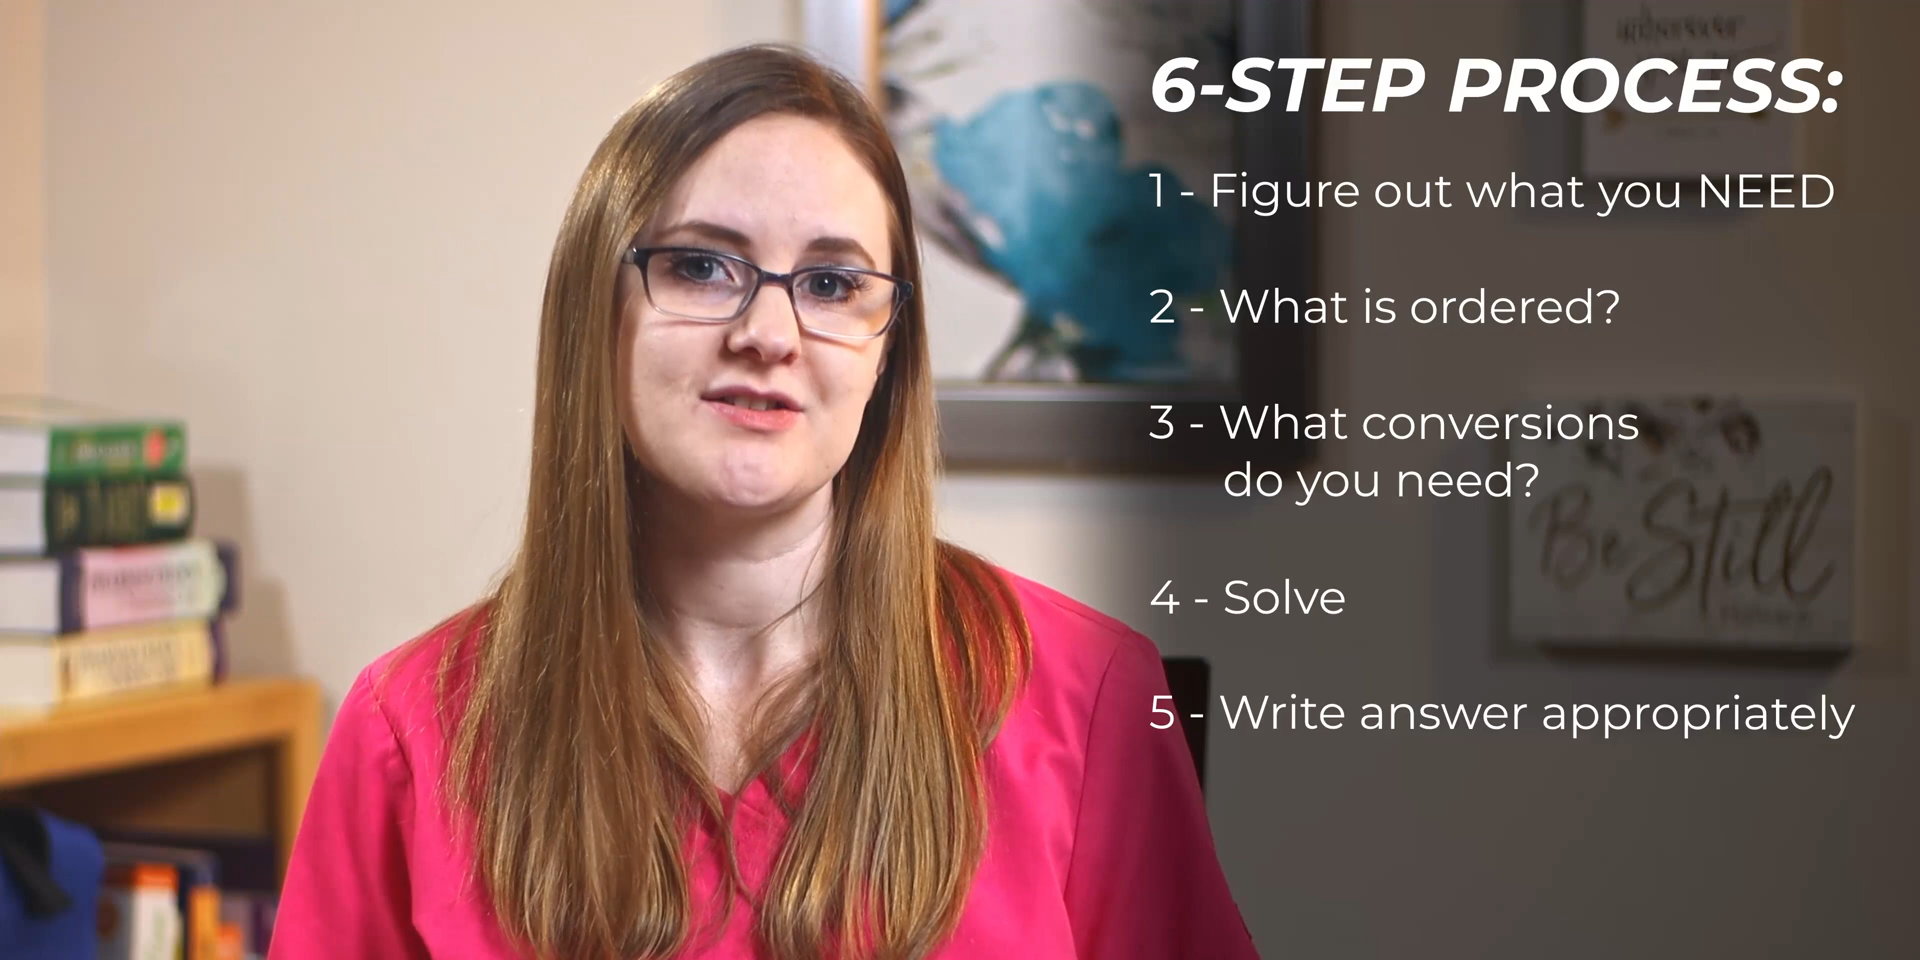 6-STEP PROCESS:
1 - Figure out what you NEED
2 - What is ordered?
3 - What conversions
do you need?
4 - Solve
5 - Write answer appropriately
Be Still